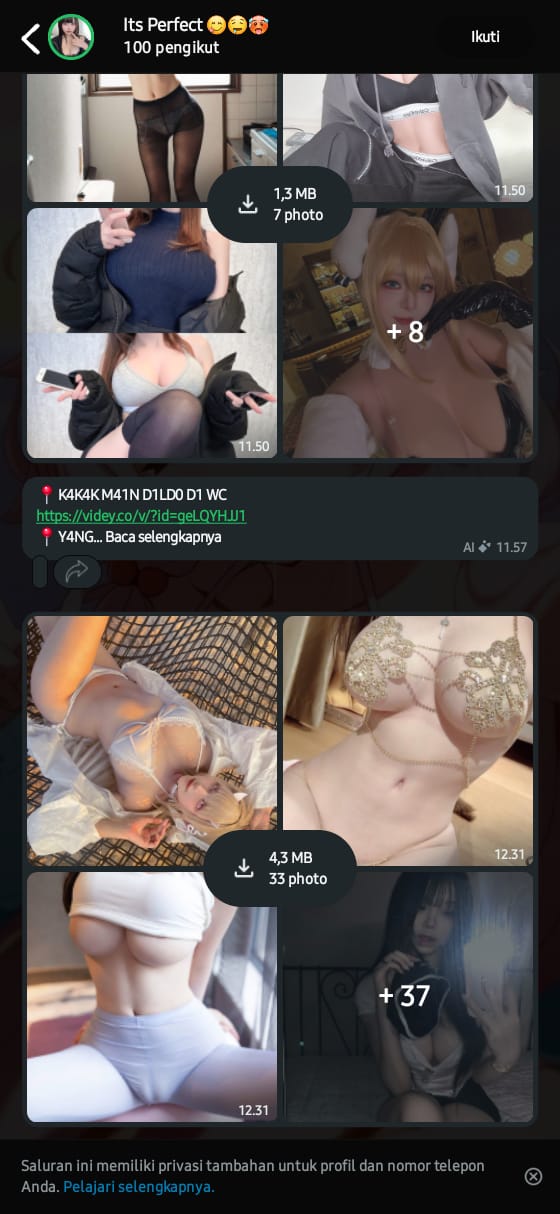 Its Perfect 😋🤤🥵
100 pengikut
Ikuti
11.50
1,3 MB
7 photo
+ 8
11.50
📍 K4K4K M41N D1LD0 D1 WC
https://videy.co/v/?id=geLQYHJJ1
📍 Y4NG... Baca selengkapnya
AI 11.57
12.31
4,3 MB
33 photo
+ 37
12.31
Saluran ini memiliki privasi tambahan untuk profil dan nomor telepon
Anda. Pelajari selengkapnya.